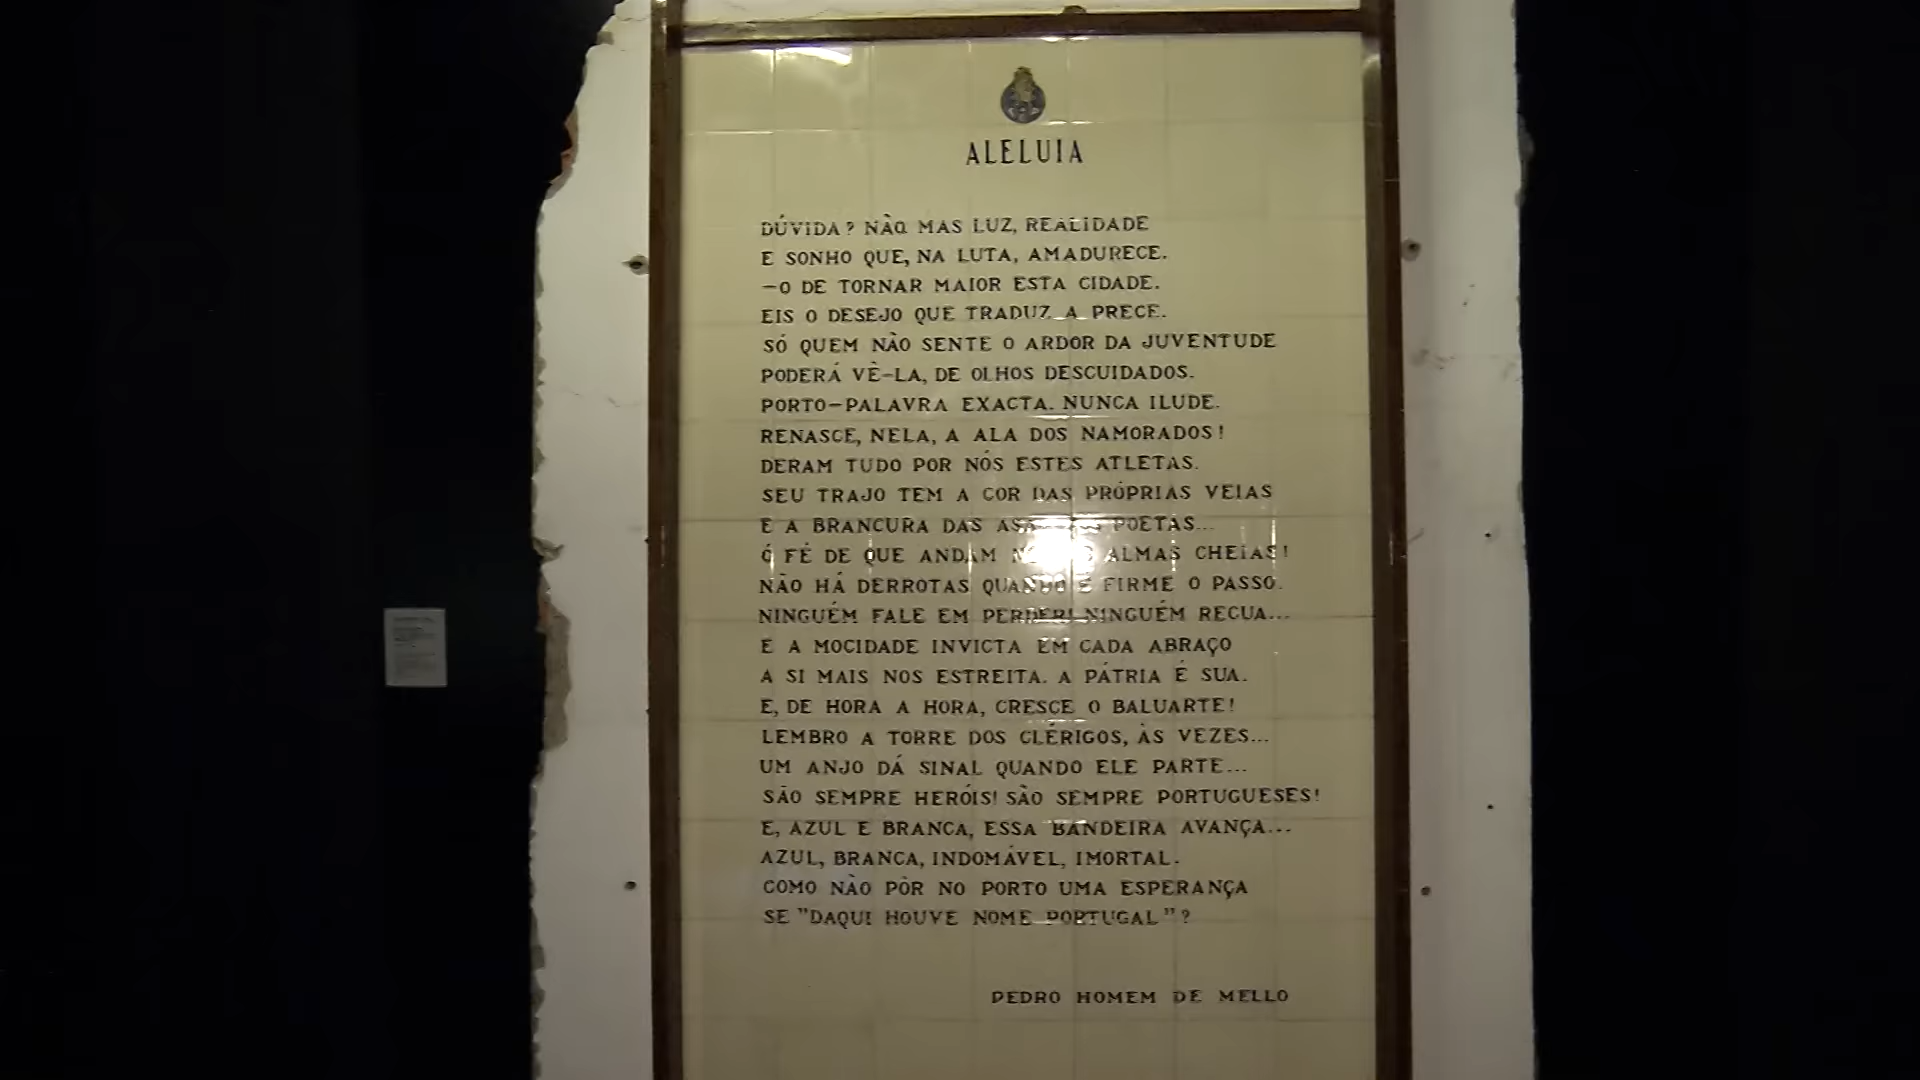 ALELUIA
DÚVIDA? NÃO. MAS LUZ, REALIDADE
E SONHO QUE, NA LUTA, AMADURECE.
-O DE TORNAR MAIOR ESTA CIDADE.
EIS O DESEJO QUE TRADUZ A PRECE.
SÓ QUEM NÃO SENTE O ARDOR DA JUVENTUDE
PODERÁ VÊ-LA, DE OLHOS DESCUIDADOS.
PORTO-PALAVRA EXACTA. NUNCA ILUDE.
RENASCE, NELA, A ALA DOS NAMORADOS!
DERAM TUDO POR NÓS ESTES ATLETAS.
SEU TRAJO TEM A COR DAS PRÓPRIAS VEIAS
E A BRANCURA DAS POETAS...
Ó FÉ DE QUE ANDAM ALMAS CHEIAS!
NÃO HÁ DERROTAS QUANDO É FIRME O PASSO.
NINGUÉM FALE EM PERDER! NINGUÉM RECUA...
E A MOCIDADE INVICTA EM CADA ABRAÇO
A SI MAIS NOS ESTREITA. A PÁTRIA É SUA.
E, DE HORA A HORA, CRESCE O BALUARTE!
LEMBRO A TORRE DOS CLÉRIGOS, ÀS VEZES...
UM ANJO DÁ SINAL QUANDO ELE PARTE...
SÃO SEMPRE HERÓIS! SÃO SEMPRE PORTUGUESES!
E, AZUL E BRANCA, ESSA BANDEIRA AVANÇA...
AZUL, BRANCA, INDOMÁVEL, IMORTAL.
COMO NÃO PÔR NO PORTO UMA ESPERANÇA
SE "DAQUI HOUVE NOME PORTUGAL"?
PEDRO HOMEM DE MELLO